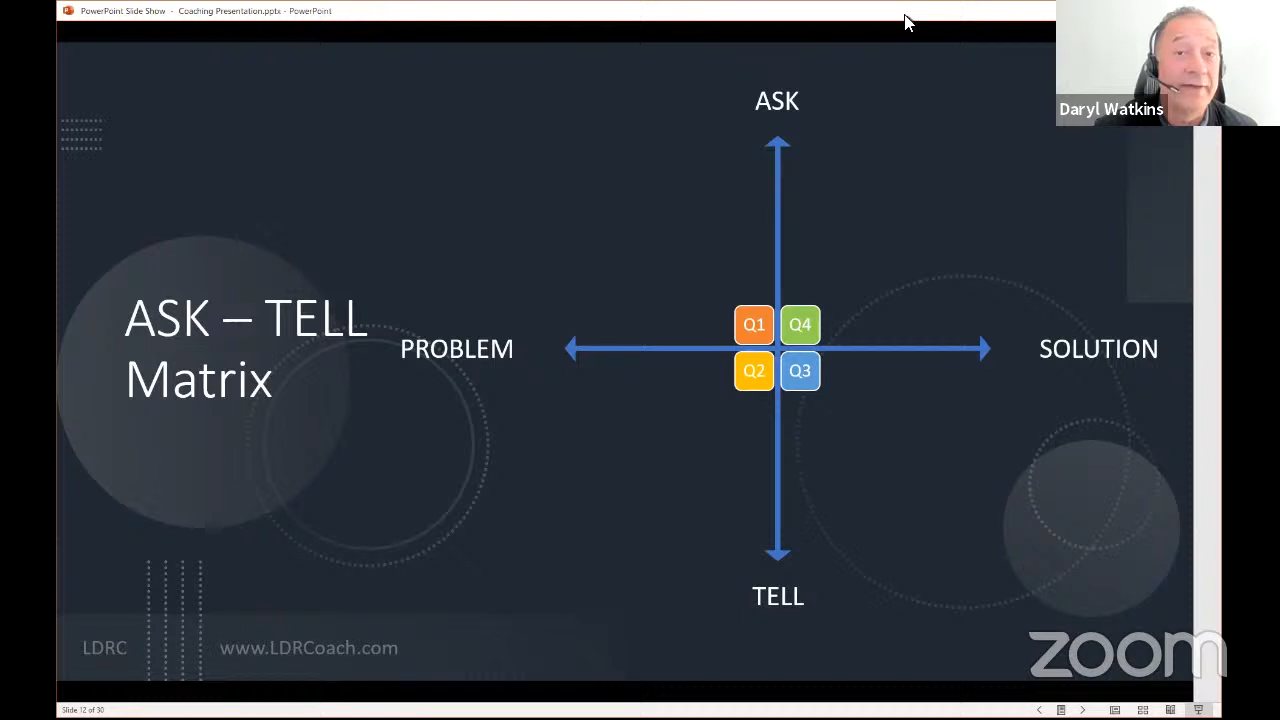 PowerPoint Slide Show - Coaching Presentation.pptx - PowerPoint
Daryl Watkins
ASK
ASK – TELL
Matrix
PROBLEM
SOLUTION
Q1
Q4
Q2
Q3
TELL
LDRC
www.LDRCoach.com
zoom
Slide 12 of 30